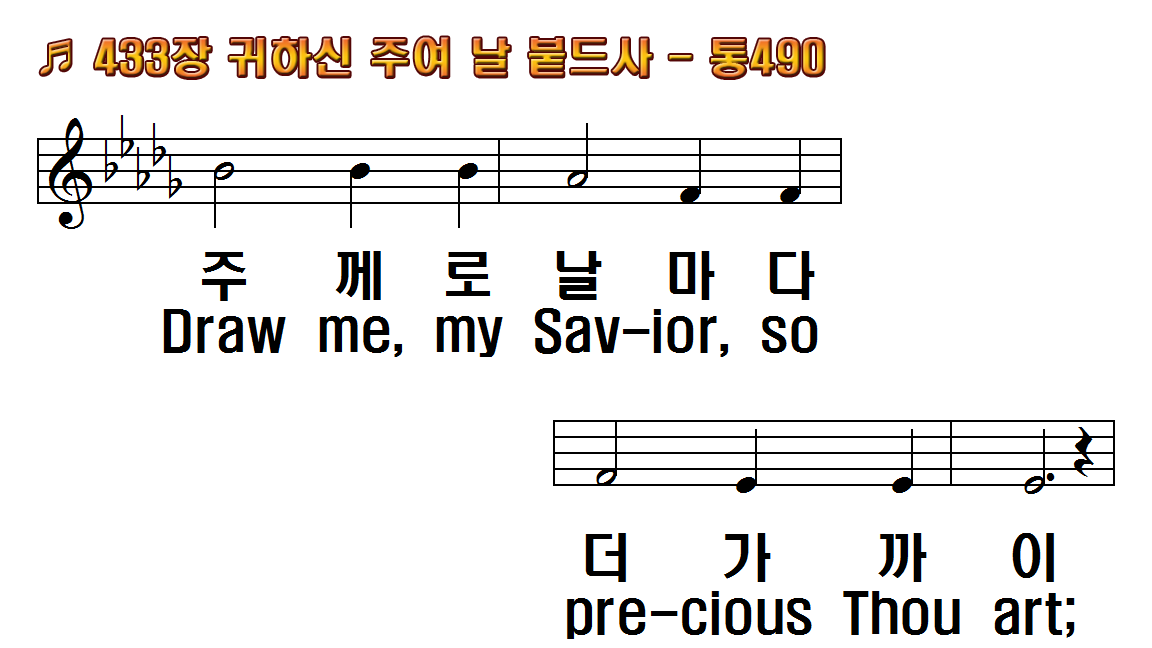 ♬ 433장 귀하신 주여 날 붙드사 - 통490
주 께 로 날 마 다
Draw me, my Sav-ior, so
더 가 까 이
pre-cious Thou art;